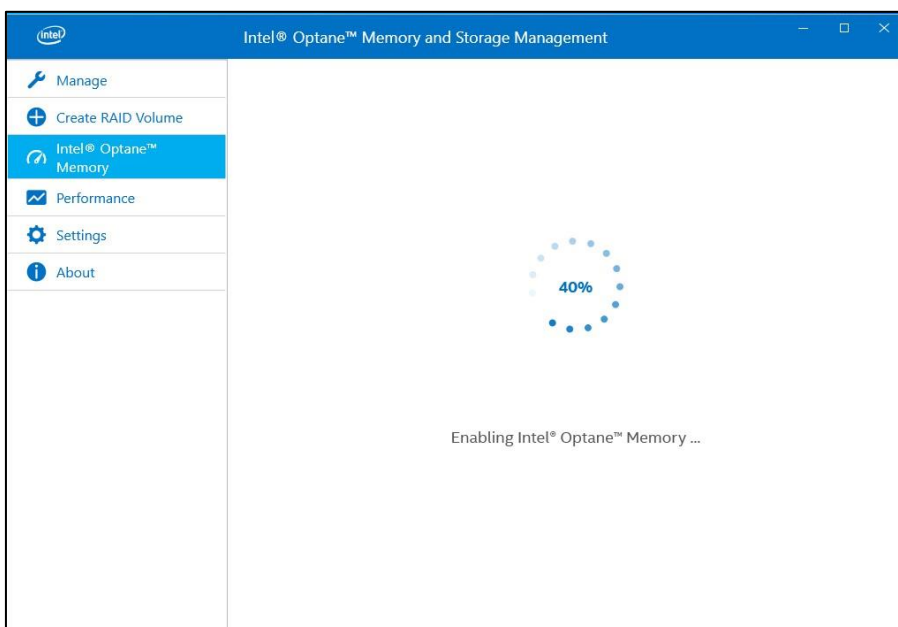 intel
Intel® Optane™ Memory and Storage Management
Manage
Create RAID Volume
Intel® Optane™
Memory
Performance
Settings
About
40%
Enabling Intel® Optane™ Memory ...